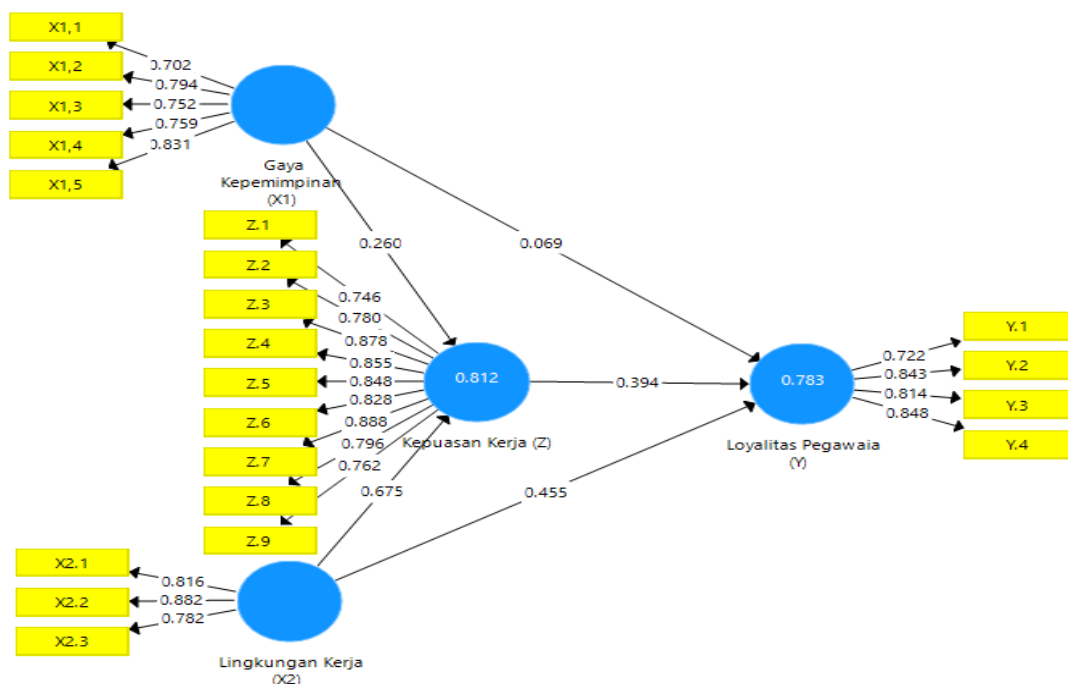 X1,1
X1,2
X1,3
X1,4
X1,5
0.702
0.794
0.752
0.759
0.831
Gaya
Kepemimpinan
(X1)
0.260
0.069
Z.1
Z.2
Z.3
Z.4
Z.5
Z.6
Z.7
Z.8
Z.9
0.746
0.780
0.878
0.855
0.848
0.828
0.888
0.796
0.762
0.812
Kepuasan Kerja (Z)
0.394
0.675
0.455
0.783
Loyalitas Pegawaia
(Y)
0.722
0.843
0.814
0.848
Y.1
Y.2
Y.3
Y.4
X2.1
X2.2
X2.3
0.816
0.882
0.782
Lingkungan Kerja
(X2)